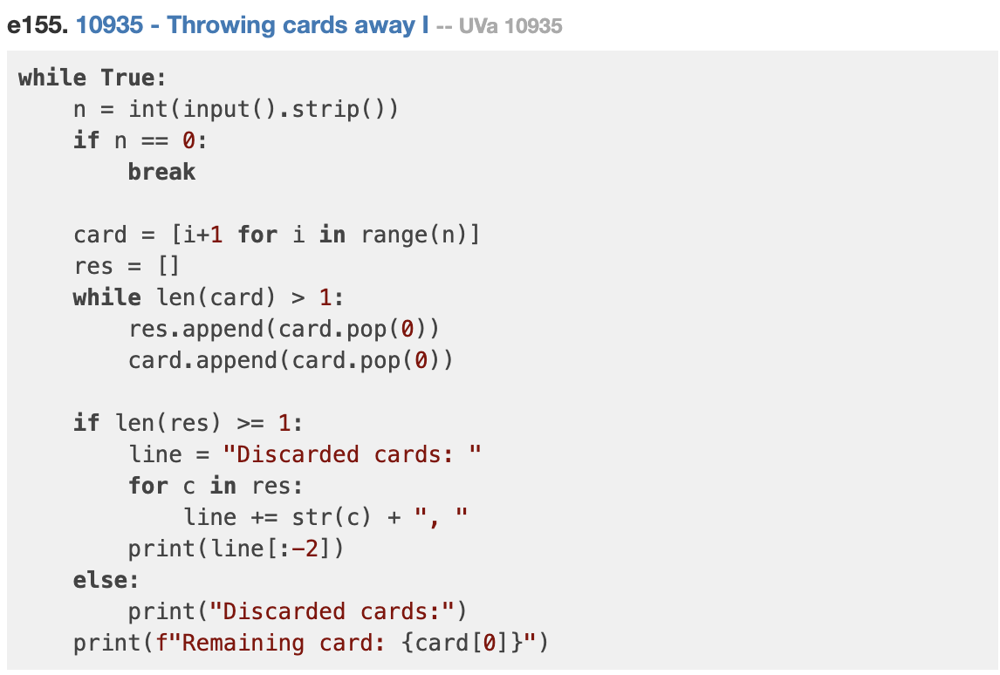 e155. 10935 - Throwing cards away I -- UVa 10935
while True:
    n = int(input().strip())
    if n == 0:
        break

    card = [i+1 for i in range(n)]
    res = []
    while len(card) > 1:
        res.append(card.pop(0))
        card.append(card.pop(0))

    if len(res) >= 1:
        line = "Discarded cards: "
        for c in res:
            line += str(c) + ", "
        print(line[:-2])
    else:
        print("Discarded cards:")
    print(f"Remaining card: {card[0]}")